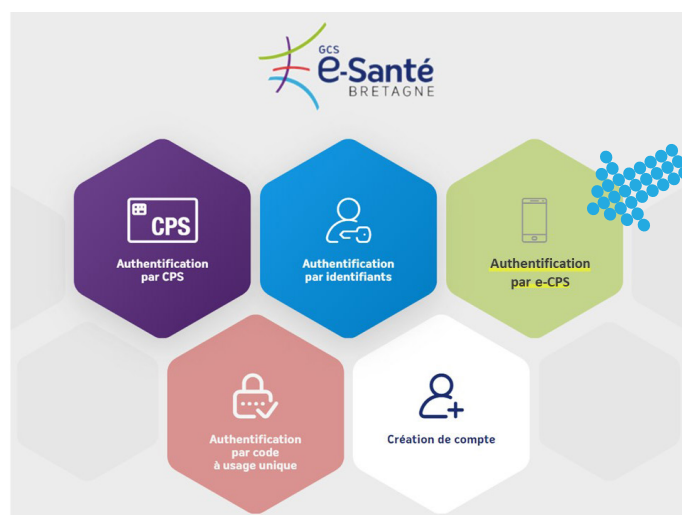 GCS
e-Santé
BRETAGNE
CPS
Authentification
par CPS
Authentification
par identifiants
Authentification
par e-CPS
Authentification
par code
à usage unique
Création de compte